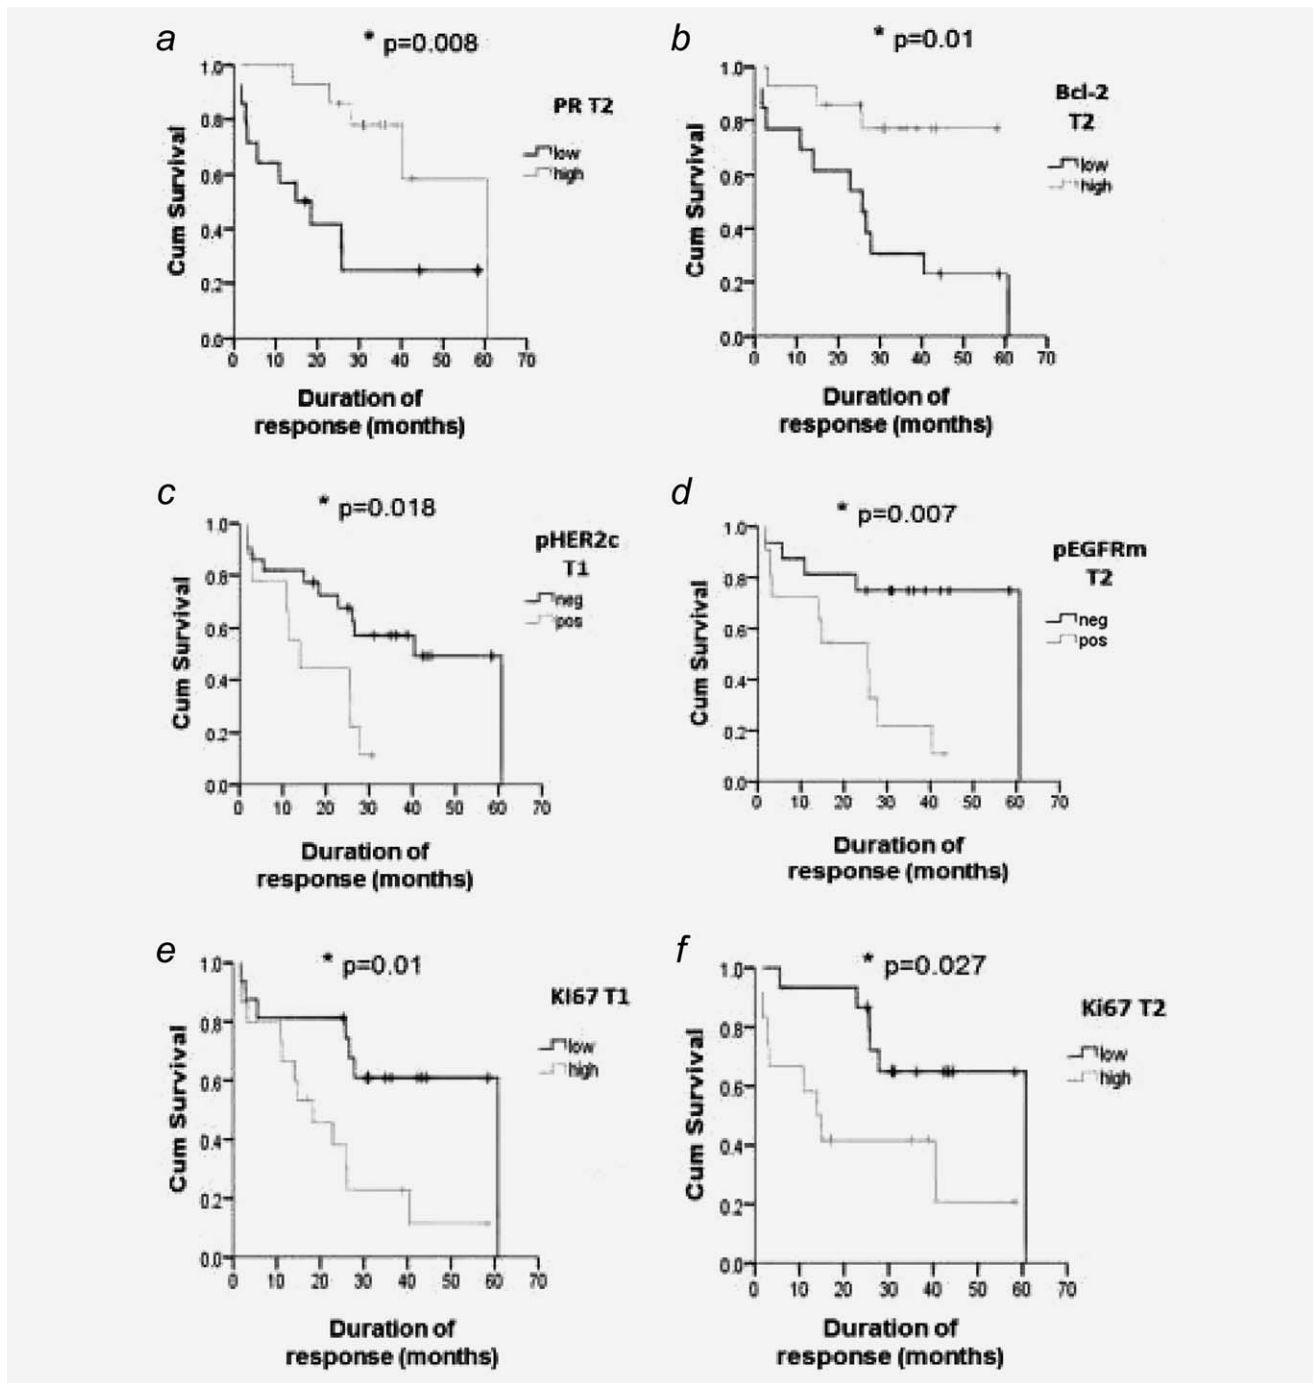 a
* p=0.008
1.0
0.8
0.6
0.4
0.2
0.0
Cum Survival
PR T2
low
high
0 10 20 30 40 50 60 70
Duration of
response (months)
b
* p=0.01
1.0
0.8
0.6
0.4
0.2
0.0
Cum Survival
Bcl-2
T2
low
high
0 10 20 30 40 50 60 70
Duration of
response (months)
c
* p=0.018
1.0
0.8
0.6
0.4
0.2
0.0
Cum Survival
pHER2c
T1
neg
pos
0 10 20 30 40 50 60 70
Duration of
response (months)
d
* p=0.007
1.0
0.8
0.6
0.4
0.2
0.0
Cum Survival
pEGFRm
T2
neg
pos
0 10 20 30 40 50 60 70
Duration of
response (months)
e
* p=0.01
1.0
0.8
0.6
0.4
0.2
0.0
Cum Survival
KI67 T1
low
high
0 10 20 30 40 50 60 70
Duration of
response (months)
f
* p=0.027
1.0
0.8
0.6
0.4
0.2
0.0
Cum Survival
Ki67 T2
low
high
0 10 20 30 40 50 60 70
Duration of
response (months)